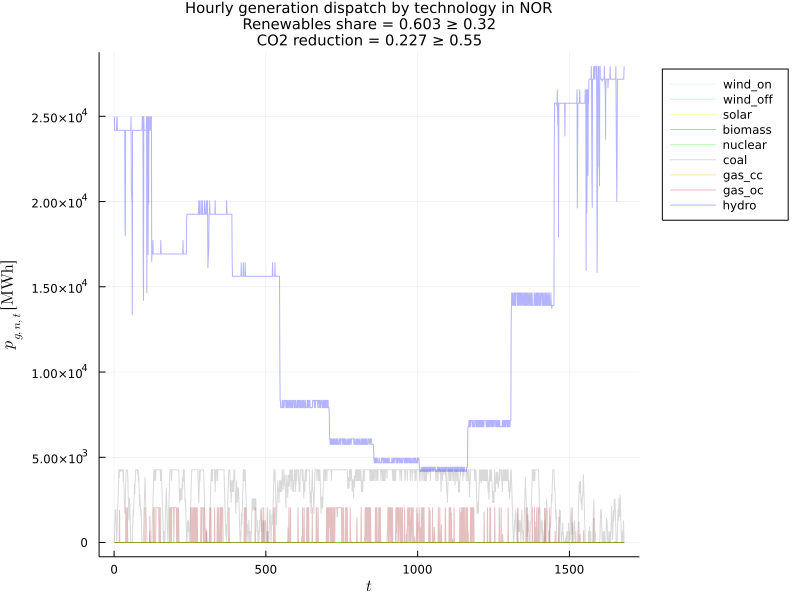 Hourly generation dispatch by technology in NOR
Renewables share = 0.603 ≥ 0.32
CO2 reduction = 0.227 ≥ 0.55
wind_on
wind_off
solar
biomass
nuclear
coal
gas_cc
gas_oc
hydro
2.50×10⁴
2.00×10⁴
1.50×10⁴
1.00×10⁴
5.00×10³
0
p_{g,n,t} [MWh]
0 500 1000 1500
t